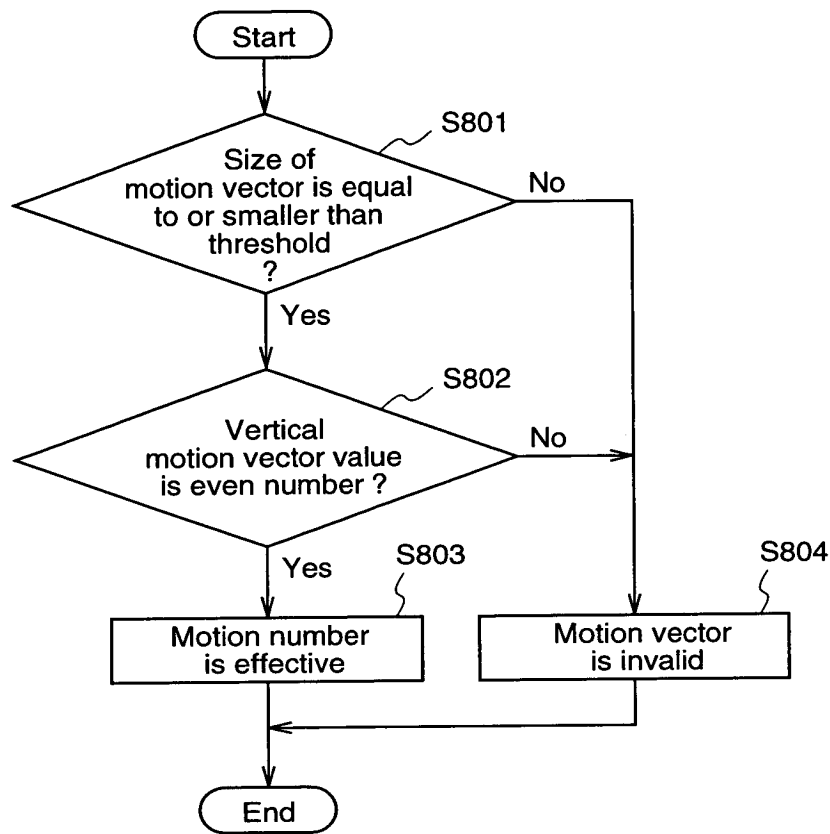 Start
S801
Size of
motion vector is equal
to or smaller than
threshold
?
No
Yes
S802
Vertical
motion vector value
is even number ?
No
Yes
S803
Motion number
is effective
S804
Motion vector
is invalid
End